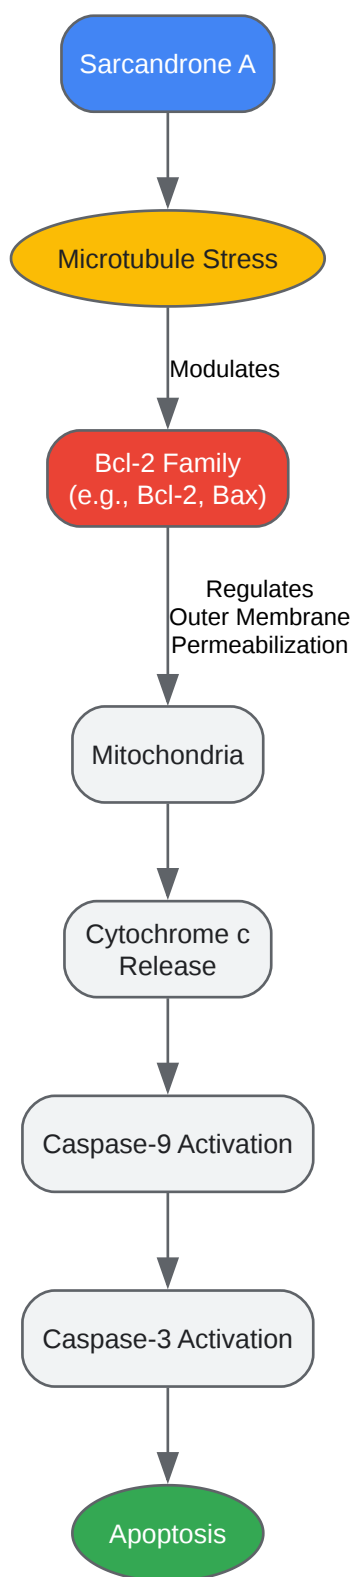 Sarcandrone A
Microtubule Stress
Modulates
Bcl-2 Family
(e.g., Bcl-2, Bax)
Regulates
Outer Membrane
Permeabilization
Mitochondria
Cytochrome c
Release
Caspase-9 Activation
Caspase-3 Activation
Apoptosis